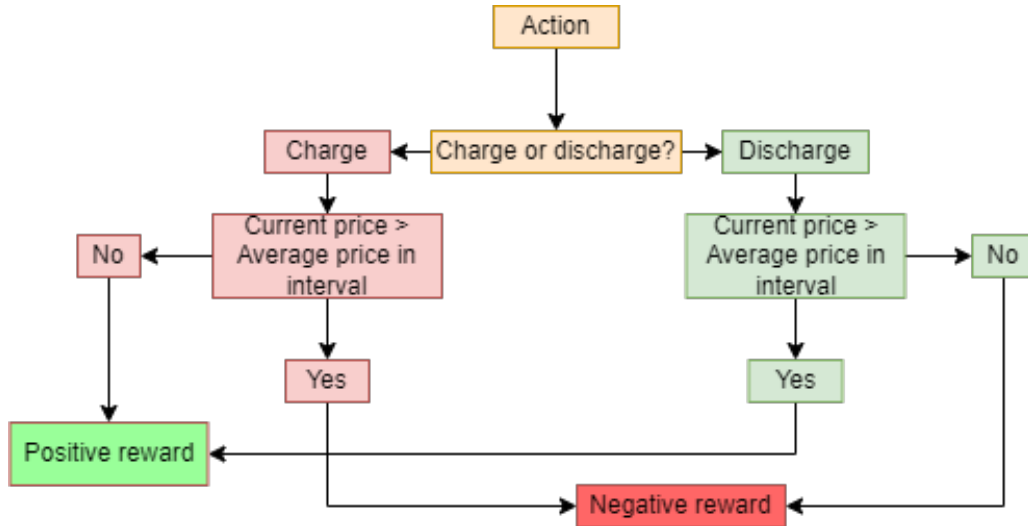 Action
Charge
Charge or discharge?
Discharge
Current price >
Average price in
interval
Current price >
Average price in
interval
No
No
Yes
Yes
Positive reward
Negative reward